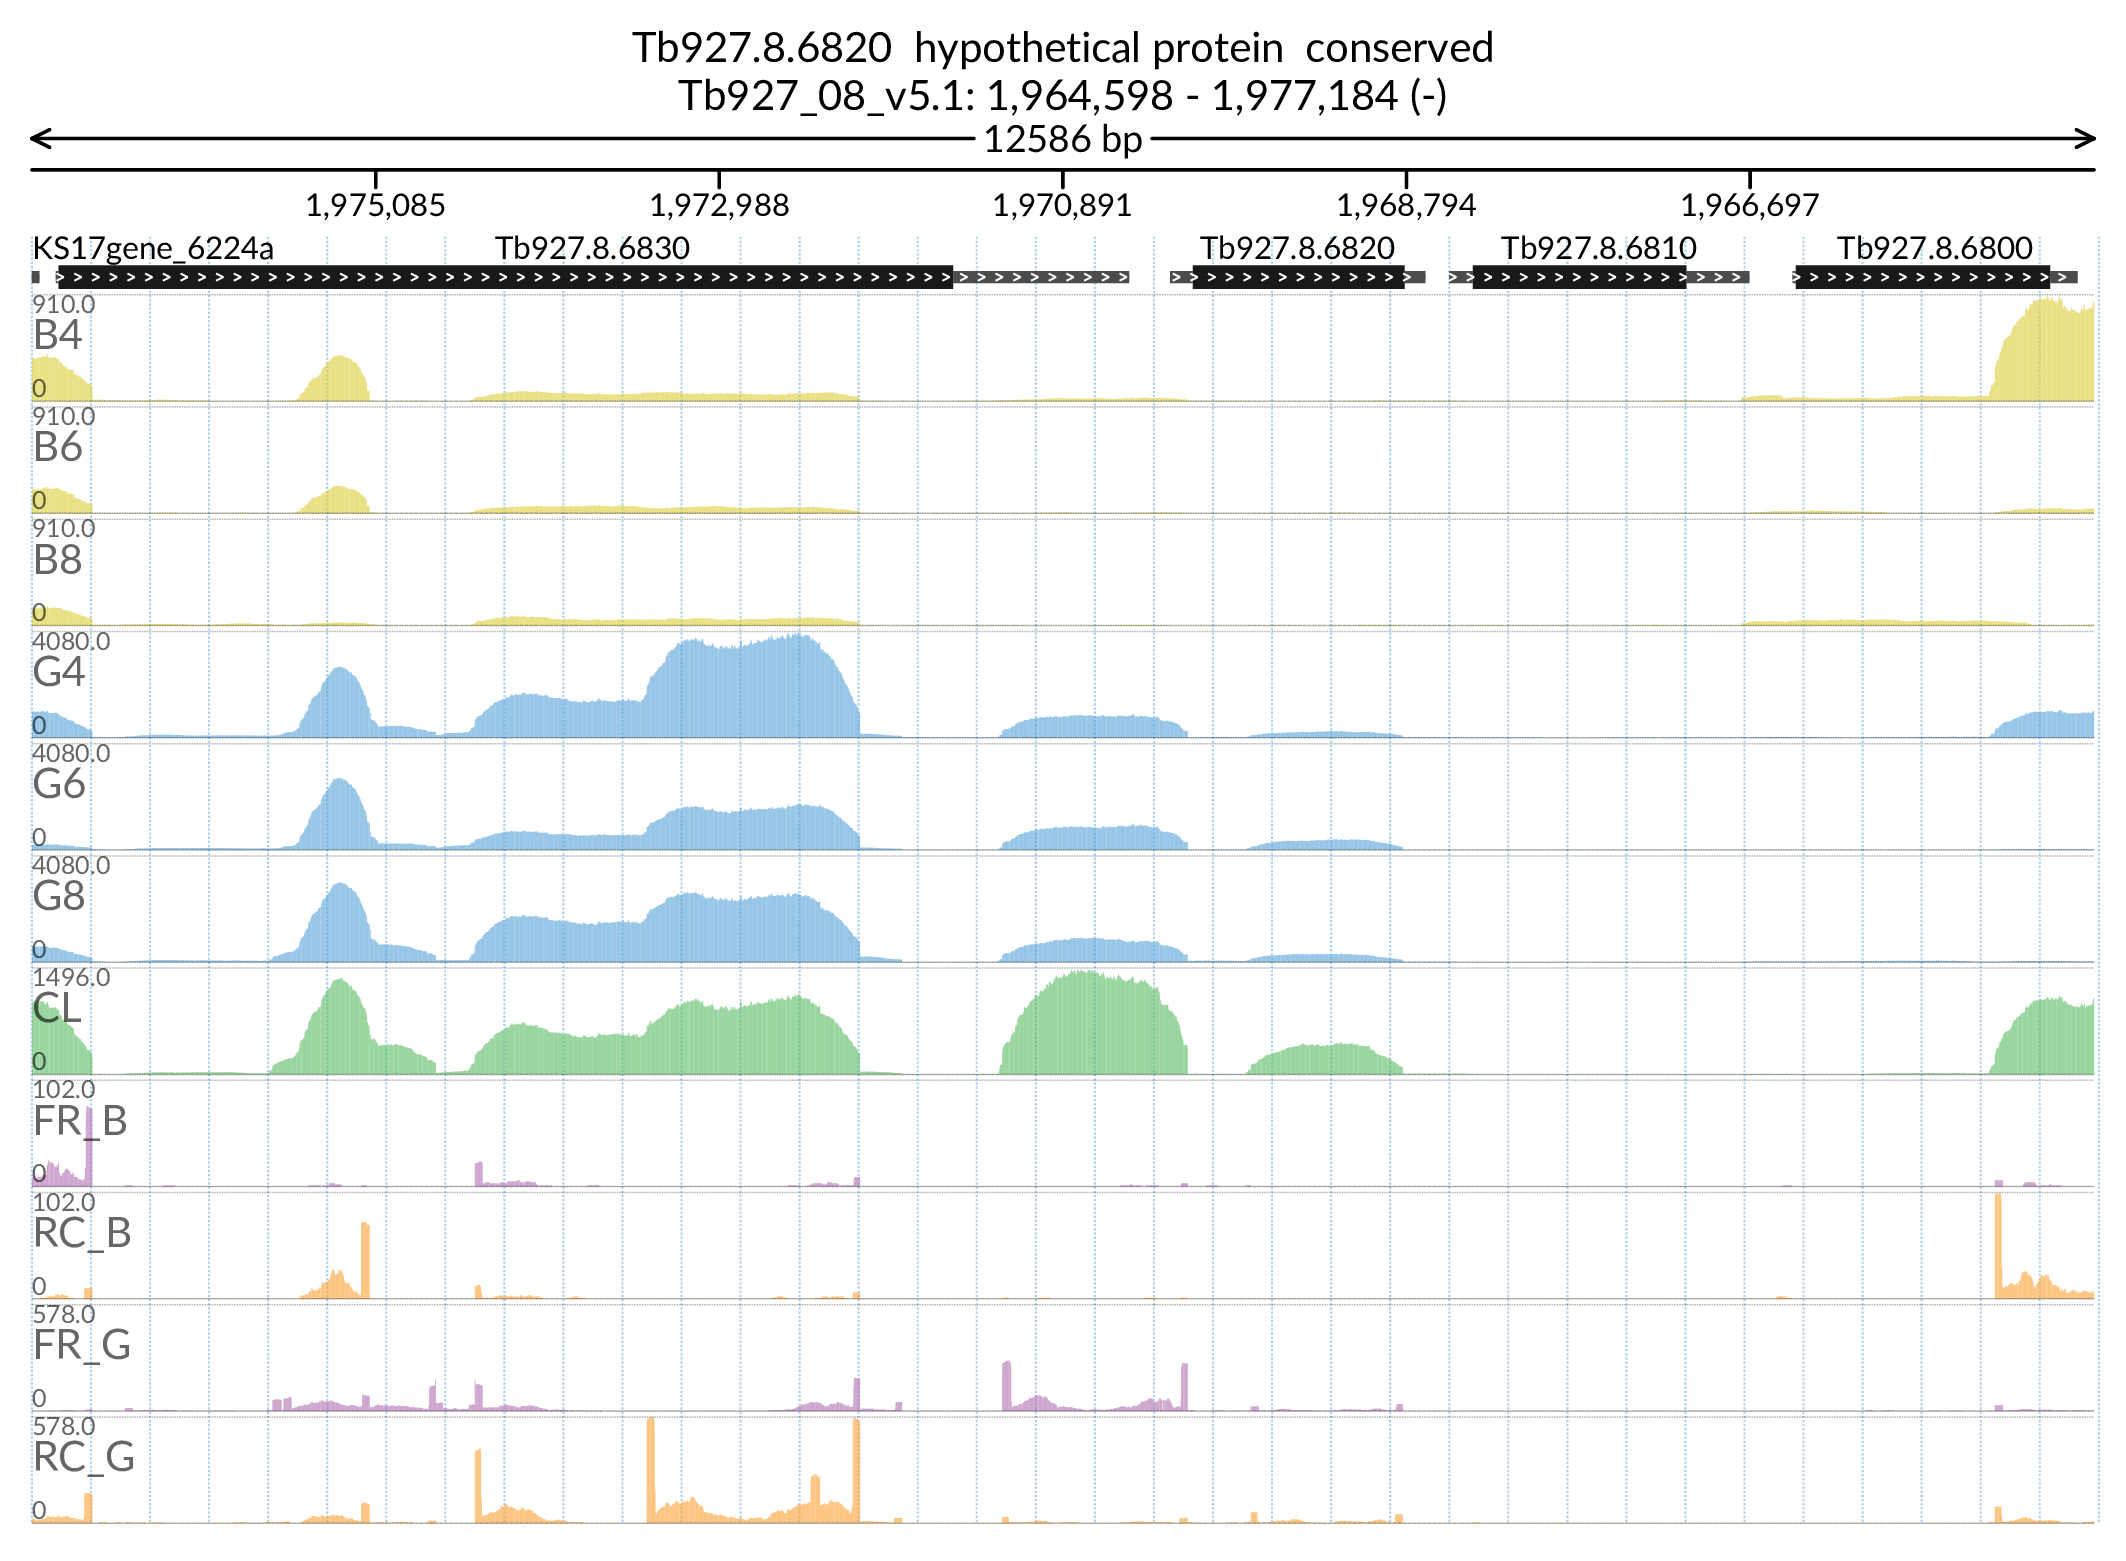 Tb927.8.6820 hypothetical protein conserved
Tb927_08_v5.1: 1,964,598 - 1,977,184 (-)
12586 bp
1,975,085 1,972,988 1,970,891 1,968,794 1,966,697
KS17gene_6224a Tb927.8.6830 Tb927.8.6820 Tb927.8.6810 Tb927.8.6800
910.0
B4
0
910.0
B6
0
910.0
B8
0
4080.0
G4
0
4080.0
G6
0
4080.0
G8
0
1496.0
CL
0
102.0
FR_B
0
102.0
RC_B
0
578.0
FR_G
0
578.0
RC_G
0